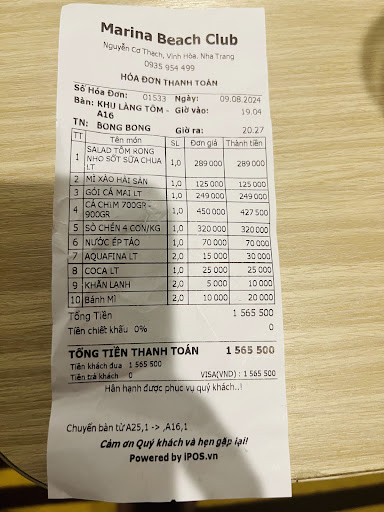 Marina Beach Club
Nguyễn Cơ Thạch, Vĩnh Hòa, Nha Trang
0935 954 499
HÓA ĐƠN THANH TOÁN
Số Hóa Đơn: 01533 Ngày: 09.08.2024
Bàn: KHU LÀNG TÔM - A16 Giờ vào: 19.04
TN: BONG BONG Giờ ra: 20.27
TT Tên món SL Đơn giá Thành tiền
1 SALAD TÔM RONG NHO SỐT SỮA CHUA LT 1,0 289 000 289 000
2 MÌ XÀO HẢI SẢN 1,0 125 000 125 000
3 GỎI CÁ MAI LT 1,0 249 000 249 000
4 CÁ CHIM 700GR - 900GR 1,0 450 000 427 500
5 SÒ CHÉN 4 CON/KG 1,0 320 000 320 000
6 NƯỚC ÉP TÁO 1,0 70 000 70 000
7 AQUAFINA LT 2,0 15 000 30 000
8 COCA LT 1,0 25 000 25 000
9 KHĂN LẠNH 2,0 5 000 10 000
10 Bánh Mì 2,0 10 000 20 000
Tổng Tiền 1 565 500
Tiền chiết khấu 0% 0
TỔNG TIỀN THANH TOÁN 1 565 500
Tiền khách đưa 1 565 500
Tiền trả khách 0 VISA(VND) : 1 565 500
Hân hạnh được phục vụ quý khách..!
Chuyển bàn từ A25,1 -> ,A16,1
Cảm ơn Quý khách và hẹn gặp lại!
Powered by iPOS.vn